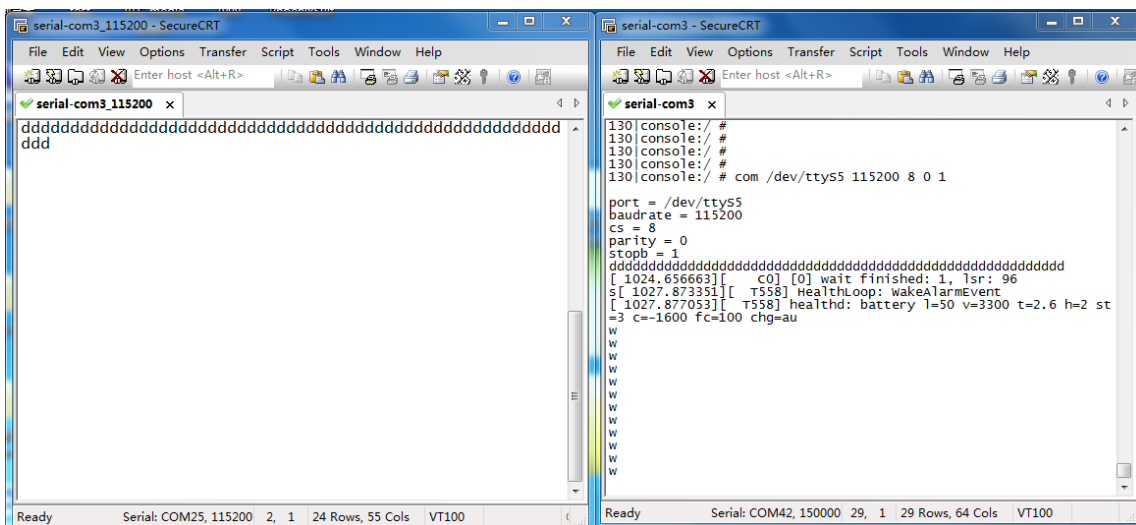 serial-com3_115200 - SecureCRT
File Edit View Options Transfer Script Tools Window Help
Enter host <Alt+R>
serial-com3_115200 x
ddddddddddddddddddddddddddddddddddddddddddddddddddddddd
ddd
Ready Serial: COM25, 115200 2, 1 24 Rows, 55 Cols VT100
serial-com3 - SecureCRT
File Edit View Options Transfer Script Tools Window Help
Enter host <Alt+R>
serial-com3 x
130|console:/ #
130|console:/ #
130|console:/ #
130|console:/ #
130|console:/ # com /dev/ttyS5 115200 8 0 1
port = /dev/ttyS5
baudrate = 115200
cs = 8
parity = 0
stopb = 1
dddddddddddddddddddddddddddddddddddddddddddddddddddddddddd
[ 1024.656663][ C0] [0] wait finished: 1, lsr: 96
s[ 1027.873351][ T558] HealthLoop: WakeAlarmEvent
[ 1027.877053][ T558] healthd: battery l=50 v=3300 t=2.6 h=2 st
=3 c=-1600 fc=100 chg=au
w
w
w
w
w
w
w
w
w
w
w
w
Ready Serial: COM42, 150000 29, 1 29 Rows, 64 Cols VT100